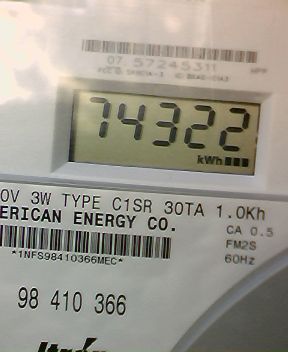 07 57245311
74322
kWh
0V 3W TYPE C1SR 30TA 1.0Kh
ERICAN ENERGY CO.
CA 0.5
FM2S
*1NFS98410366MEC*
60Hz
98 410 366
Itron